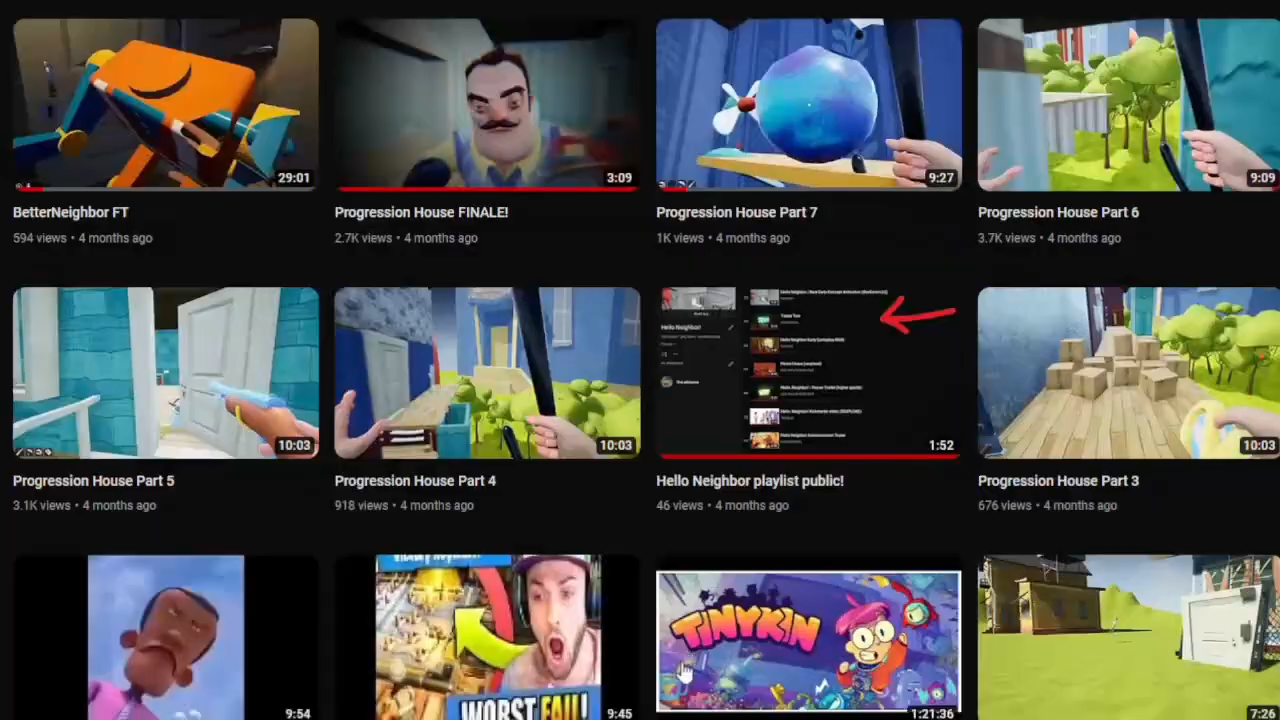 29:01
3:09
9:27
9:09
BetterNeighbor FT
Progression House FINALE!
Progression House Part 7
Progression House Part 6
594 views • 4 months ago
2.7K views • 4 months ago
1K views • 4 months ago
3.7K views • 4 months ago
Hello Neighbor!
10:03
10:03
1:52
10:03
Progression House Part 5
Progression House Part 4
Hello Neighbor playlist public!
Progression House Part 3
3.1K views • 4 months ago
918 views • 4 months ago
46 views • 4 months ago
676 views • 4 months ago
TINYKIN
WORST FAIL!
9:54
9:45
1:21:36
7:26